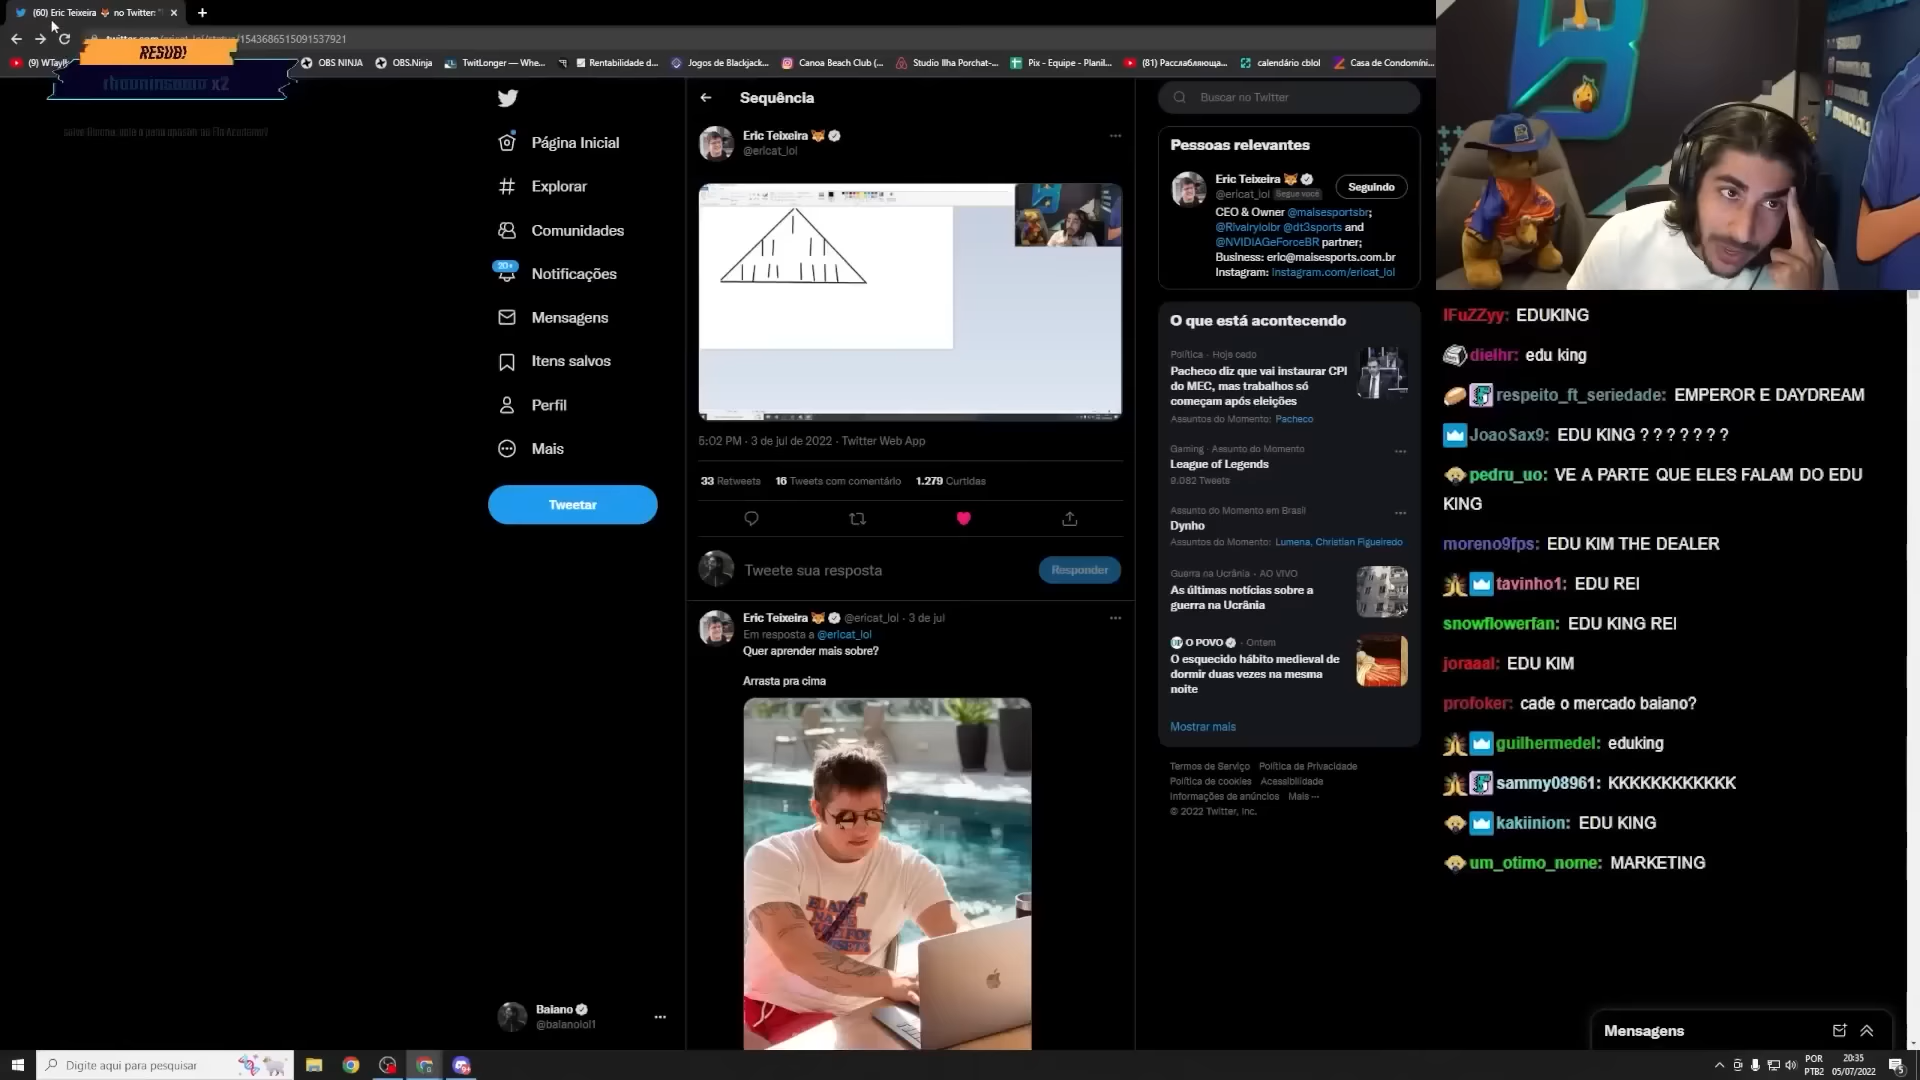 (60) Eric Teixeira 🦊 no Twitter: "
RESUB!
x2
(9) WTayl
OBS NINJA
OBS.Ninja
TwitLonger — Whe...
Rentabilidade d...
Jogos de Blackjack...
Canoa Beach Club (...
Studio Ilha Porchat-...
Pix - Equipe - Planil...
(81) Расслабляюща...
calendário cblol
Casa de Condomíni...
Página Inicial
Explorar
Comunidades
20+
Notificações
Mensagens
Itens salvos
Perfil
Mais
Tweetar
Baiano
@baianolol1
Sequência
Eric Teixeira 🦊
@ericat_lol
5:02 PM · 3 de jul de 2022 · Twitter Web App
33 Retweets 16 Tweets com comentário 1.279 Curtidas
Tweete sua resposta
Responder
Eric Teixeira 🦊 @ericat_lol · 3 de jul
Em resposta a @ericat_lol
Quer aprender mais sobre?
Arrasta pra cima
Buscar no Twitter
Pessoas relevantes
Eric Teixeira 🦊
@ericat_lol Segue você
Seguindo
CEO & Owner @maisesportsbr;
@Rivalrylolbr @dt3sports and
@NVIDIAGeForceBR partner;
Business: eric@maisesports.com.br
Instagram: instagram.com/ericat_lol
O que está acontecendo
Política · Hoje cedo
Pacheco diz que vai instaurar CPI
do MEC, mas trabalhos só
começam após eleições
Assuntos do Momento: Pacheco
Gaming · Assunto do Momento
League of Legends
9.082 Tweets
Assunto do Momento em Brasil
Dynho
Assuntos do Momento: Lumena, Christian Figueiredo
Guerra na Ucrânia · AO VIVO
As últimas notícias sobre a
guerra na Ucrânia
O POVO · Ontem
O esquecido hábito medieval de
dormir duas vezes na mesma
noite
Mostrar mais
Termos de Serviço Política de Privacidade
Política de cookies Acessibilidade
Informações de anúncios Mais ···
© 2022 Twitter, Inc.
Mensagens
IFuZZyy: EDUKING
dielhr: edu king
respeito_ft_seriedade: EMPEROR E DAYDREAM
JoaoSax9: EDU KING ? ? ? ? ? ? ?
pedru_uo: VE A PARTE QUE ELES FALAM DO EDU
KING
moreno9fps: EDU KIM THE DEALER
tavinho1: EDU REI
snowflowerfan: EDU KING REI
joraaal: EDU KIM
profoker: cade o mercado baiano?
guilhermedel: eduking
sammy08961: KKKKKKKKKKKK
kakiinion: EDU KING
um_otimo_nome: MARKETING
Digite aqui para pesquisar
POR
PTB2
20:35
05/07/2022